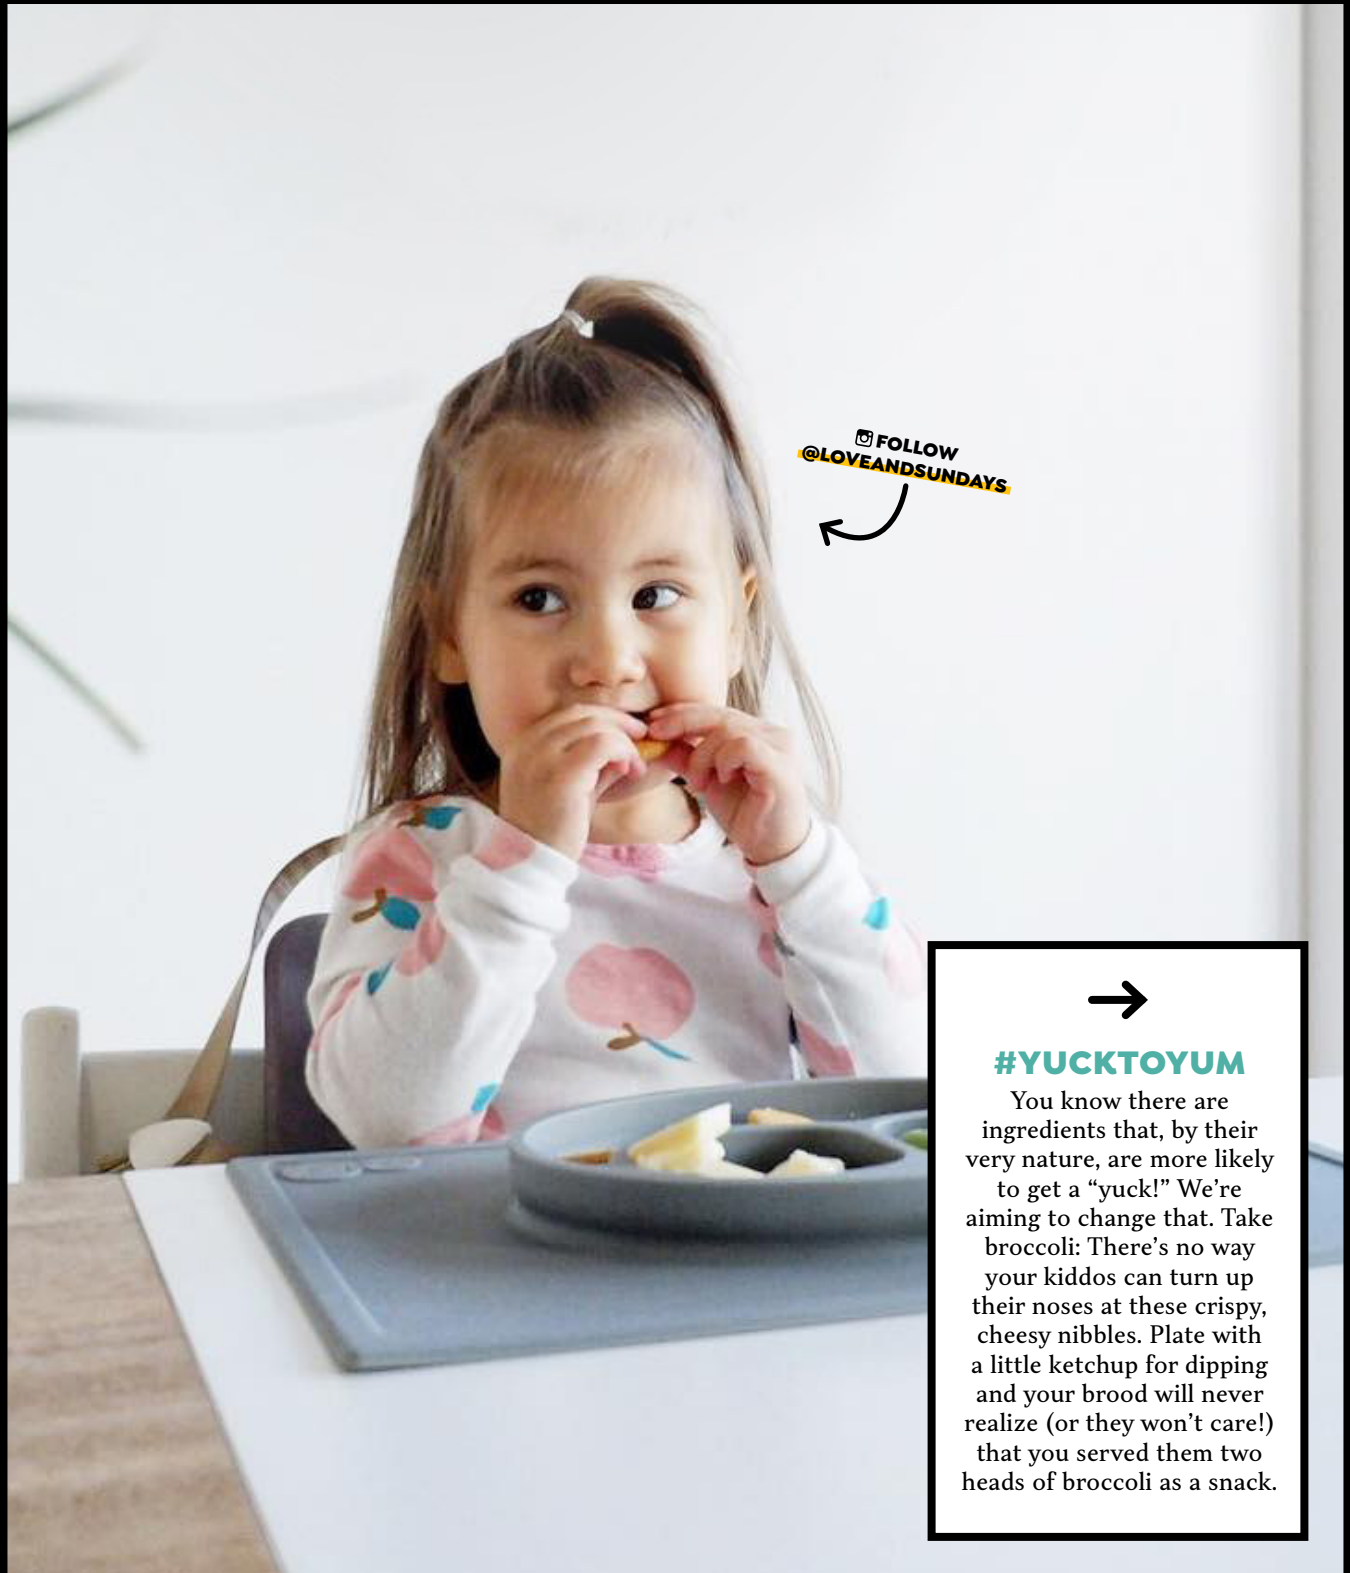 FOLLOW
@LOVEANDSUNDAYS
#YUCKTOYUM
You know there are
ingredients that, by their
very nature, are more likely
to get a “yuck!” We’re
aiming to change that. Take
broccoli: There’s no way
your kiddos can turn up
their noses at these crispy,
cheesy nibbles. Plate with
a little ketchup for dipping
and your brood will never
realize (or they won’t care!)
that you served them two
heads of broccoli as a snack.